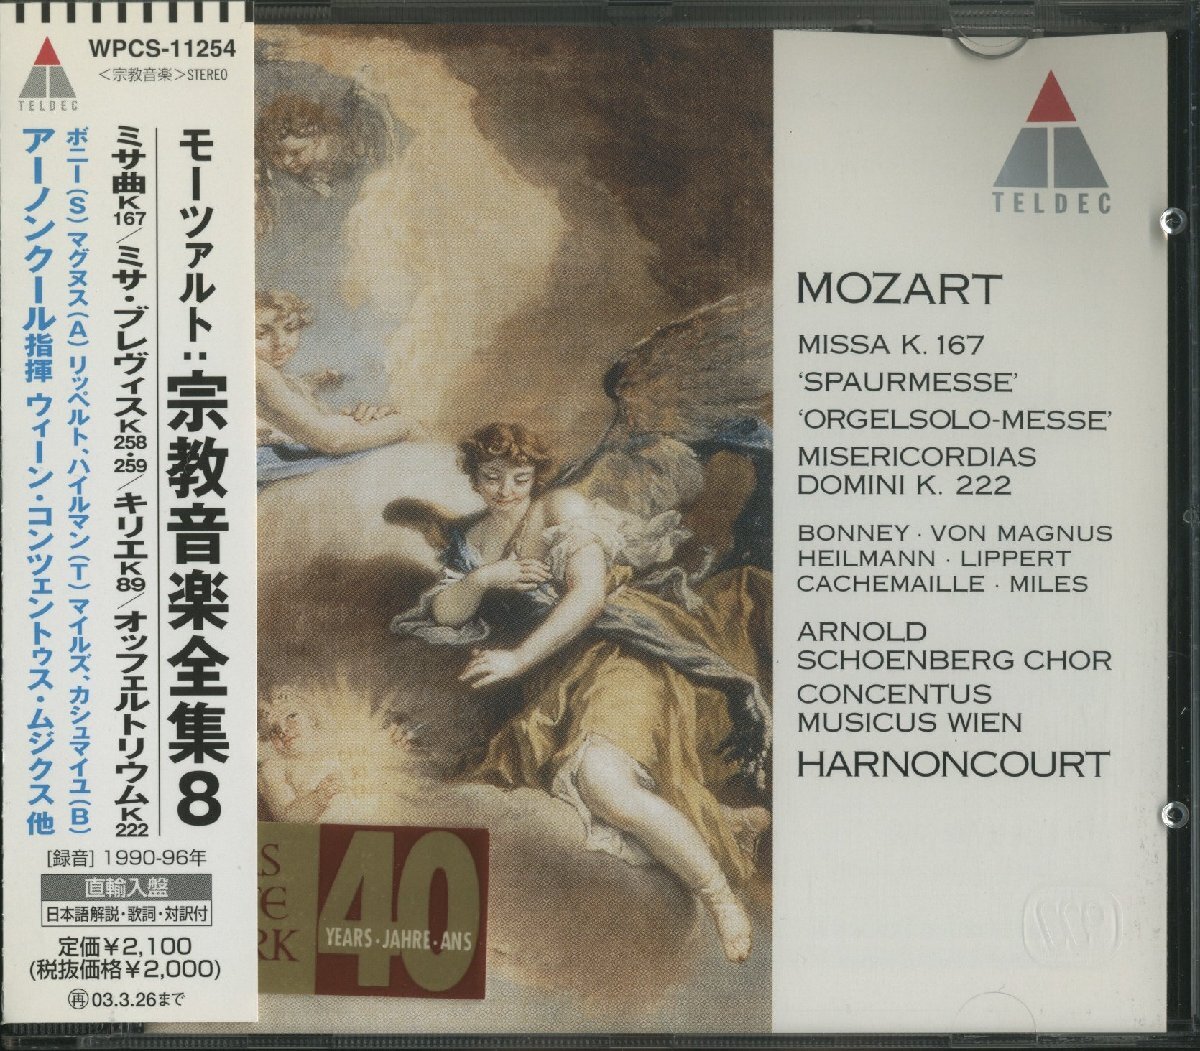 WPCS-11254
<宗教音楽>STEREO
TELDEC
モーツァルト:宗教音楽全集8
ミサ曲K167/ミサ・ブレヴィスK258・259/キリエK89/オッフェルトリウムK222
ボニー(S)マグヌス(A)リッペルト、ハイルマン(T)マイルズ、カシュマイユ(B)
アーノンクール指揮 ウィーン・コンツェントゥス・ムジクス 他
[録音] 1990-96年
直輸入盤
日本語解説・歌詞・対訳付
定価¥2,100
(税抜価格¥2,000)
再 03.3.26まで
40
YEARS·JAHRE·ANS
TELDEC
MOZART
MISSA K. 167
‘SPAURMESSE’
‘ORGELSOLO-MESSE’
MISERICORDIAS
DOMINI K. 222
BONNEY · VON MAGNUS
HEILMANN · LIPPERT
CACHEMAILLE · MILES
ARNOLD
SCHOENBERG CHOR
CONCENTUS
MUSICUS WIEN
HARNONCOURT